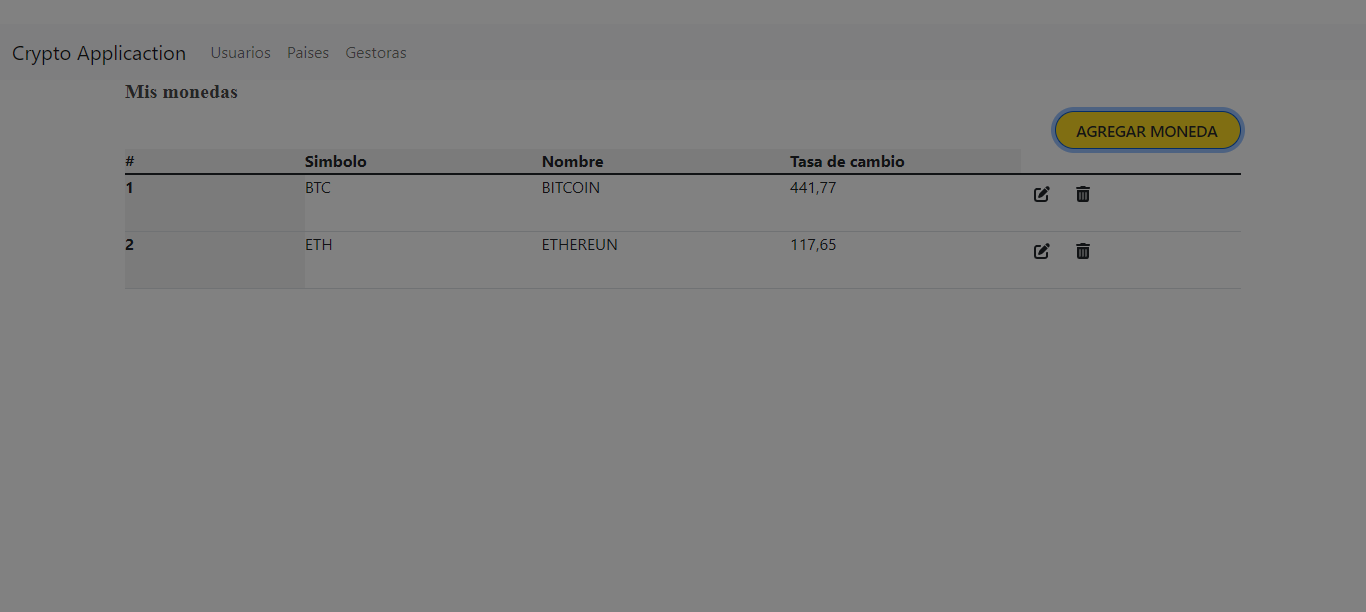 Crypto Applicaction Usuarios Paises Gestoras
Mis monedas
AGREGAR MONEDA
# Simbolo Nombre Tasa de cambio
1 BTC BITCOIN 441,77
2 ETH ETHEREUN 117,65